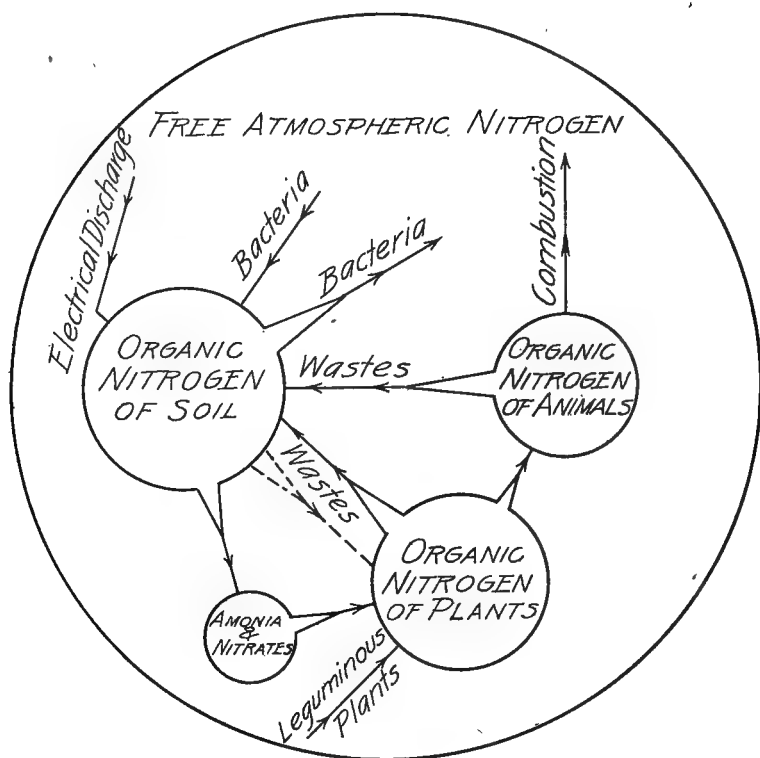 FREE ATMOSPHERIC NITROGEN
Electrical Discharge
Bacteria
Bacteria
Combustion
ORGANIC
NITROGEN
OF SOIL
Wastes
ORGANIC
NITROGEN
OF ANIMALS
Wastes
ORGANIC
NITROGEN
OF PLANTS
AMONIA
&
NITRATES
Leguminous
Plants